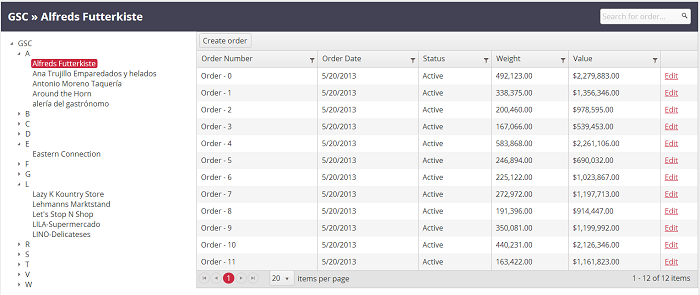 GSC » Alfreds Futterkiste
Search for order...
GSC
A
Alfreds Futterkiste
Ana Trujillo Emparedados y helados
Antonio Moreno Taquería
Around the Horn
alería del gastrónomo
B
C
D
E
Eastern Connection
F
G
L
Lazy K Kountry Store
Lehmanns Marktstand
Let's Stop N Shop
LILA-Supermercado
LINO-Delicateses
R
S
T
V
W
Create order
Order Number Order Date Status Weight Value
Order - 0 5/20/2013 Active 492,123.00 $2,279,883.00 Edit
Order - 1 5/20/2013 Active 338,375.00 $1,356,346.00 Edit
Order - 2 5/20/2013 Active 200,460.00 $978,595.00 Edit
Order - 3 5/20/2013 Active 167,066.00 $539,453.00 Edit
Order - 4 5/20/2013 Active 583,868.00 $2,261,106.00 Edit
Order - 5 5/20/2013 Active 246,894.00 $690,032.00 Edit
Order - 6 5/20/2013 Active 225,122.00 $1,023,867.00 Edit
Order - 7 5/20/2013 Active 272,972.00 $1,197,713.00 Edit
Order - 8 5/20/2013 Active 191,396.00 $914,447.00 Edit
Order - 9 5/20/2013 Active 350,081.00 $1,199,992.00 Edit
Order - 10 5/20/2013 Active 440,231.00 $2,126,346.00 Edit
Order - 11 5/20/2013 Active 163,422.00 $1,161,823.00 Edit
1 20 items per page 1 - 12 of 12 items